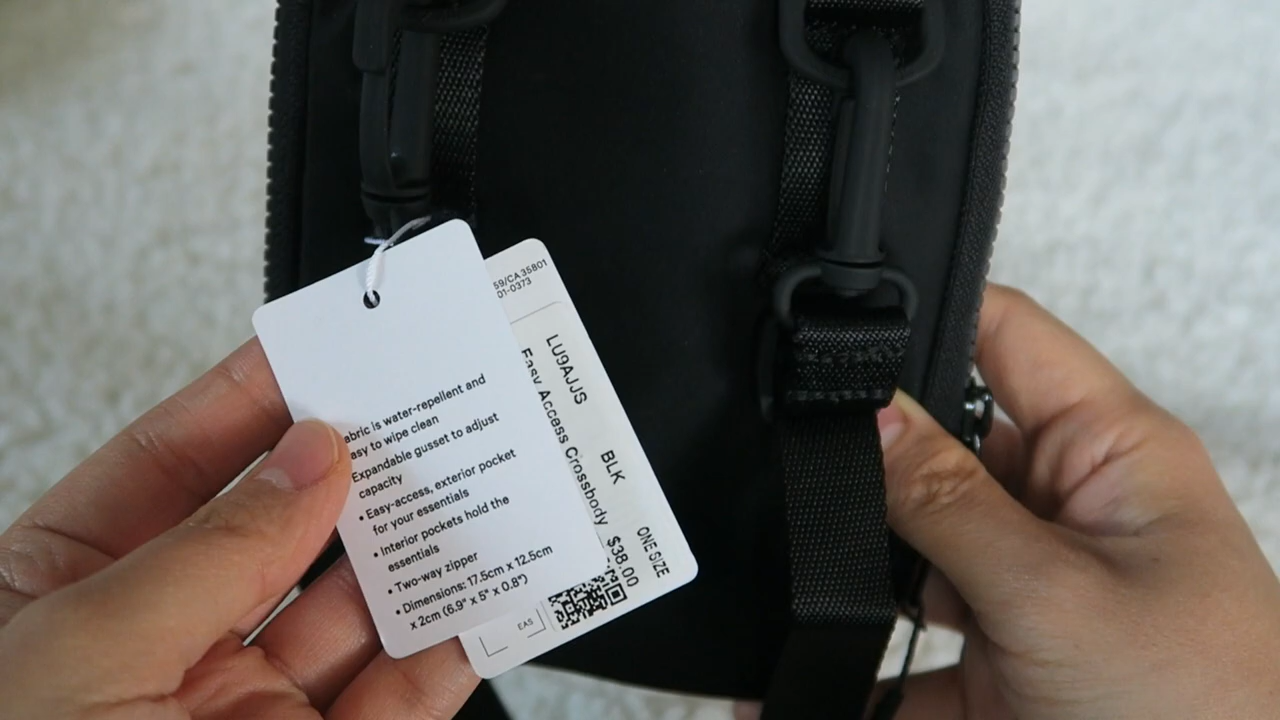 abric is water-repellent and
asy to wipe clean
Expandable gusset to adjust
capacity
• Easy-access, exterior pocket
for your essentials
• Interior pockets hold the
essentials
• Two-way zipper
• Dimensions: 17.5cm x 12.5cm
x 2cm (6.9" x 5" x 0.8")
59/CA 35801
01-0373
LU9AJJS BLK ONE SIZE
Easy Access Crossbody $38.00
EAS